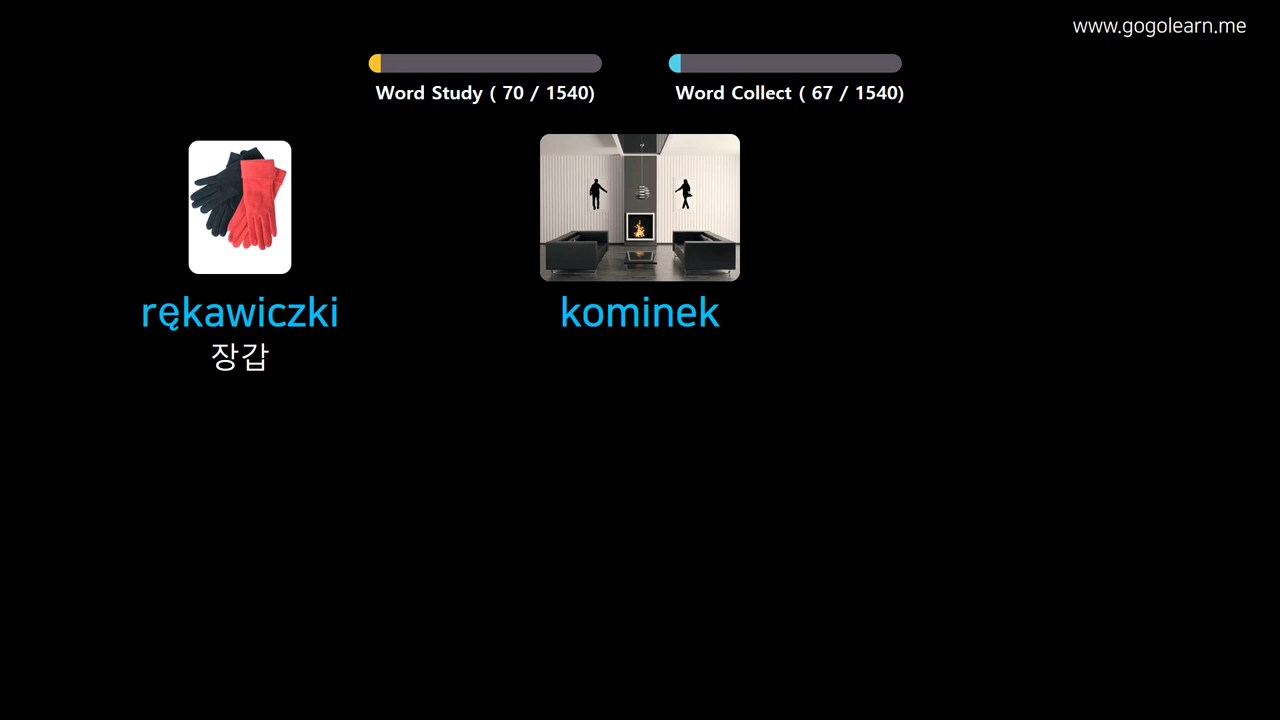 www.gogolearn.me
Word Study ( 70 / 1540)
Word Collect ( 67 / 1540)
rękawiczki
장갑
kominek